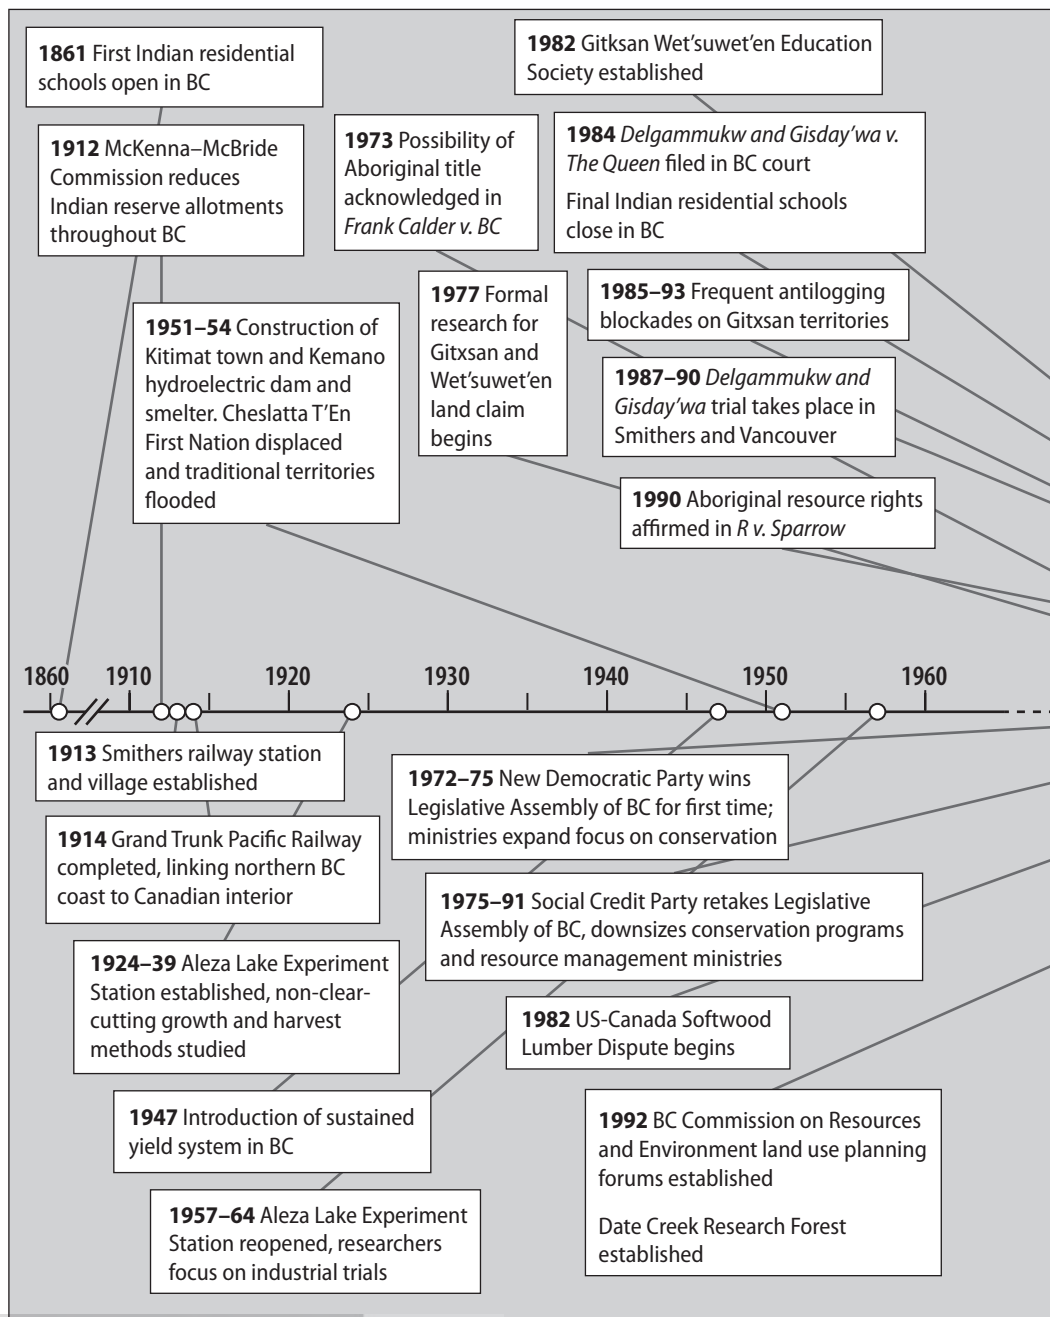 1861 First Indian residential
schools open in BC
1912 McKenna–McBride
Commission reduces
Indian reserve allotments
throughout BC
1951–54 Construction of
Kitimat town and Kemano
hydroelectric dam and
smelter. Cheslatta T’En
First Nation displaced
and traditional territories
flooded
1973 Possibility of
Aboriginal title
acknowledged in
Frank Calder v. BC
1977 Formal
research for
Gitxsan and
Wet’suwet’en
land claim
begins
1982 Gitksan Wet’suwet’en Education
Society established
1984 Delgammukw and Gisday’wa v.
The Queen filed in BC court
Final Indian residential schools
close in BC
1985–93 Frequent antilogging
blockades on Gitxsan territories
1987–90 Delgammukw and
Gisday’wa trial takes place in
Smithers and Vancouver
1990 Aboriginal resource rights
affirmed in R v. Sparrow
1860 1910 1920 1930 1940 1950 1960
1913 Smithers railway station
and village established
1914 Grand Trunk Pacific Railway
completed, linking northern BC
coast to Canadian interior
1924–39 Aleza Lake Experiment
Station established, non-clear-
cutting growth and harvest
methods studied
1947 Introduction of sustained
yield system in BC
1957–64 Aleza Lake Experiment
Station reopened, researchers
focus on industrial trials
1972–75 New Democratic Party wins
Legislative Assembly of BC for first time;
ministries expand focus on conservation
1975–91 Social Credit Party retakes Legislative
Assembly of BC, downsizes conservation programs
and resource management ministries
1982 US-Canada Softwood
Lumber Dispute begins
1992 BC Commission on Resources
and Environment land use planning
forums established
Date Creek Research Forest
established